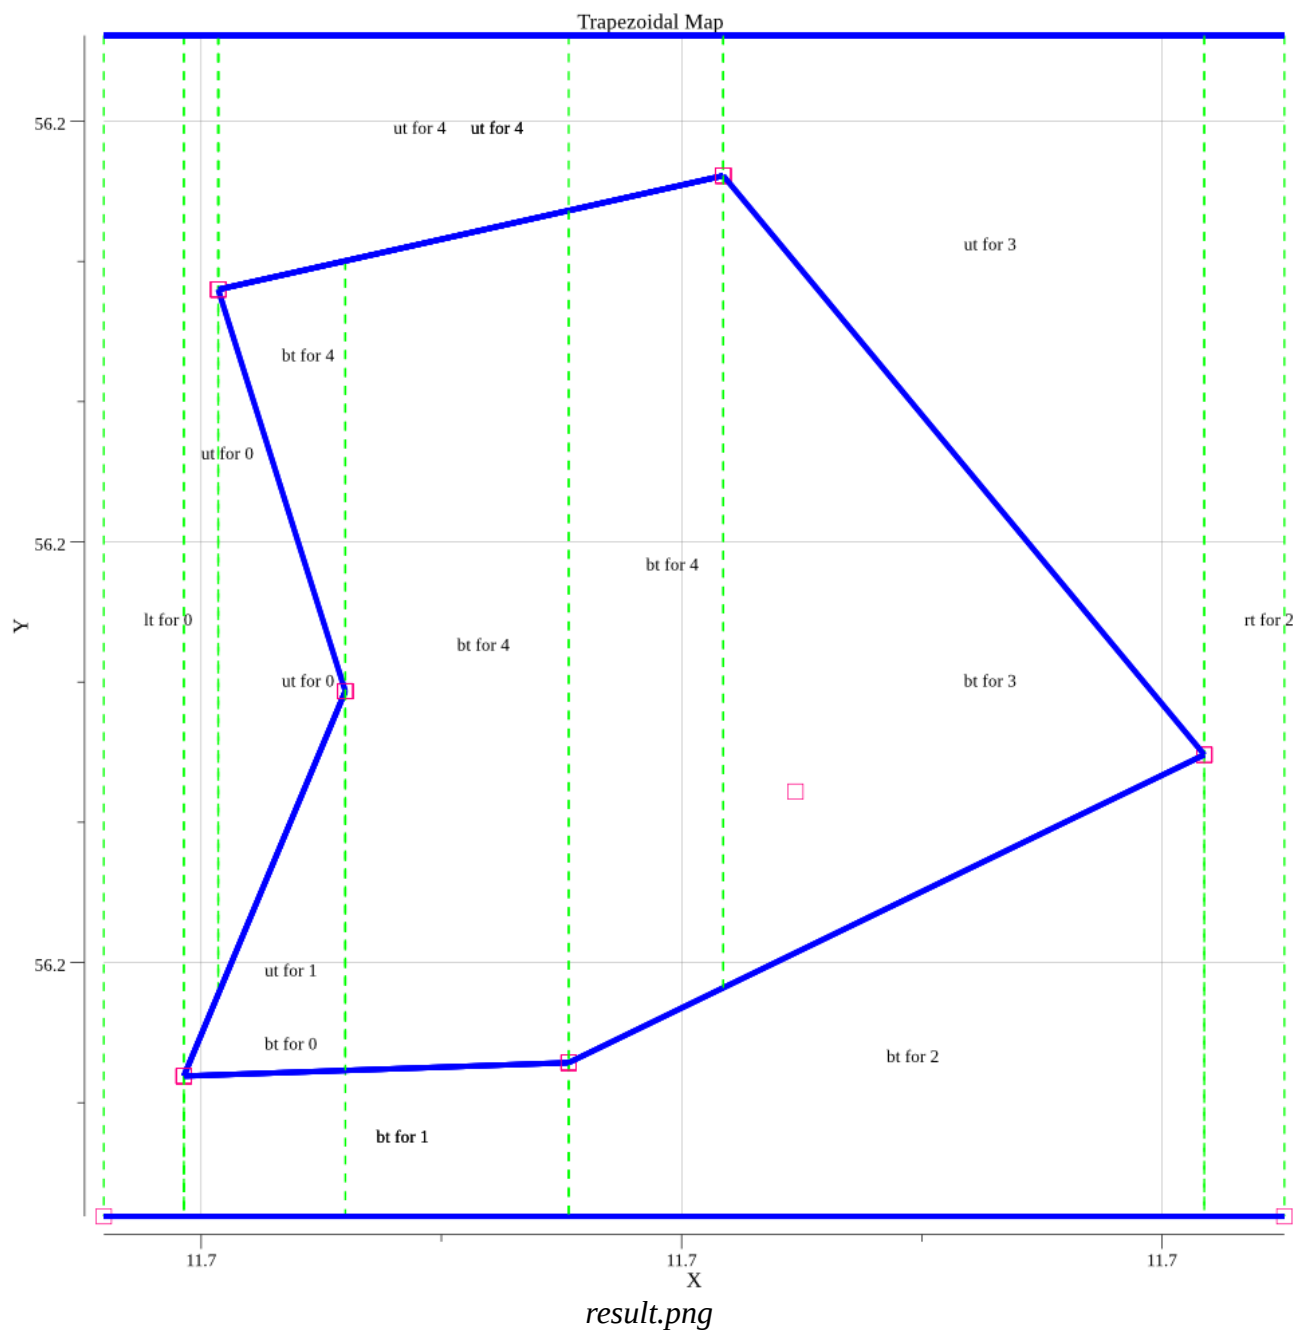 Trapezoidal Map
56.2
ut for 4
ut for 4
ut for 3
bt for 4
ut for 0
56.2
bt for 4
lt for 0
rt for 2
Y
bt for 4
ut for 0
bt for 3
56.2
ut for 1
bt for 0
bt for 2
bt for 1
11.7
11.7
11.7
X
result.png